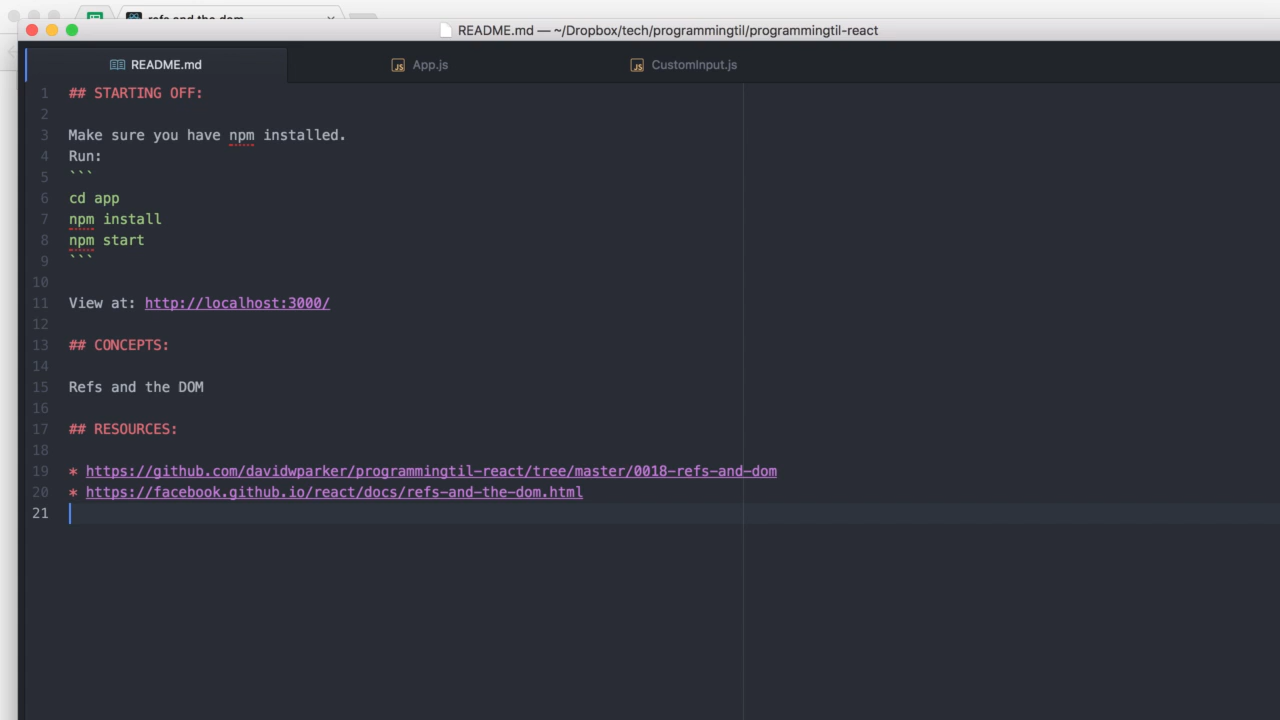 refs and the dom
README.md — ~/Dropbox/tech/programmingtil/programmingtil-react
README.md
App.js
CustomInput.js
1 ## STARTING OFF:
2
3 Make sure you have npm installed.
4 Run:
5 ```
6 cd app
7 npm install
8 npm start
9 ```
10
11 View at: http://localhost:3000/
12
13 ## CONCEPTS:
14
15 Refs and the DOM
16
17 ## RESOURCES:
18
19 * https://github.com/davidwparker/programmingtil-react/tree/master/0018-refs-and-dom
20 * https://facebook.github.io/react/docs/refs-and-the-dom.html
21